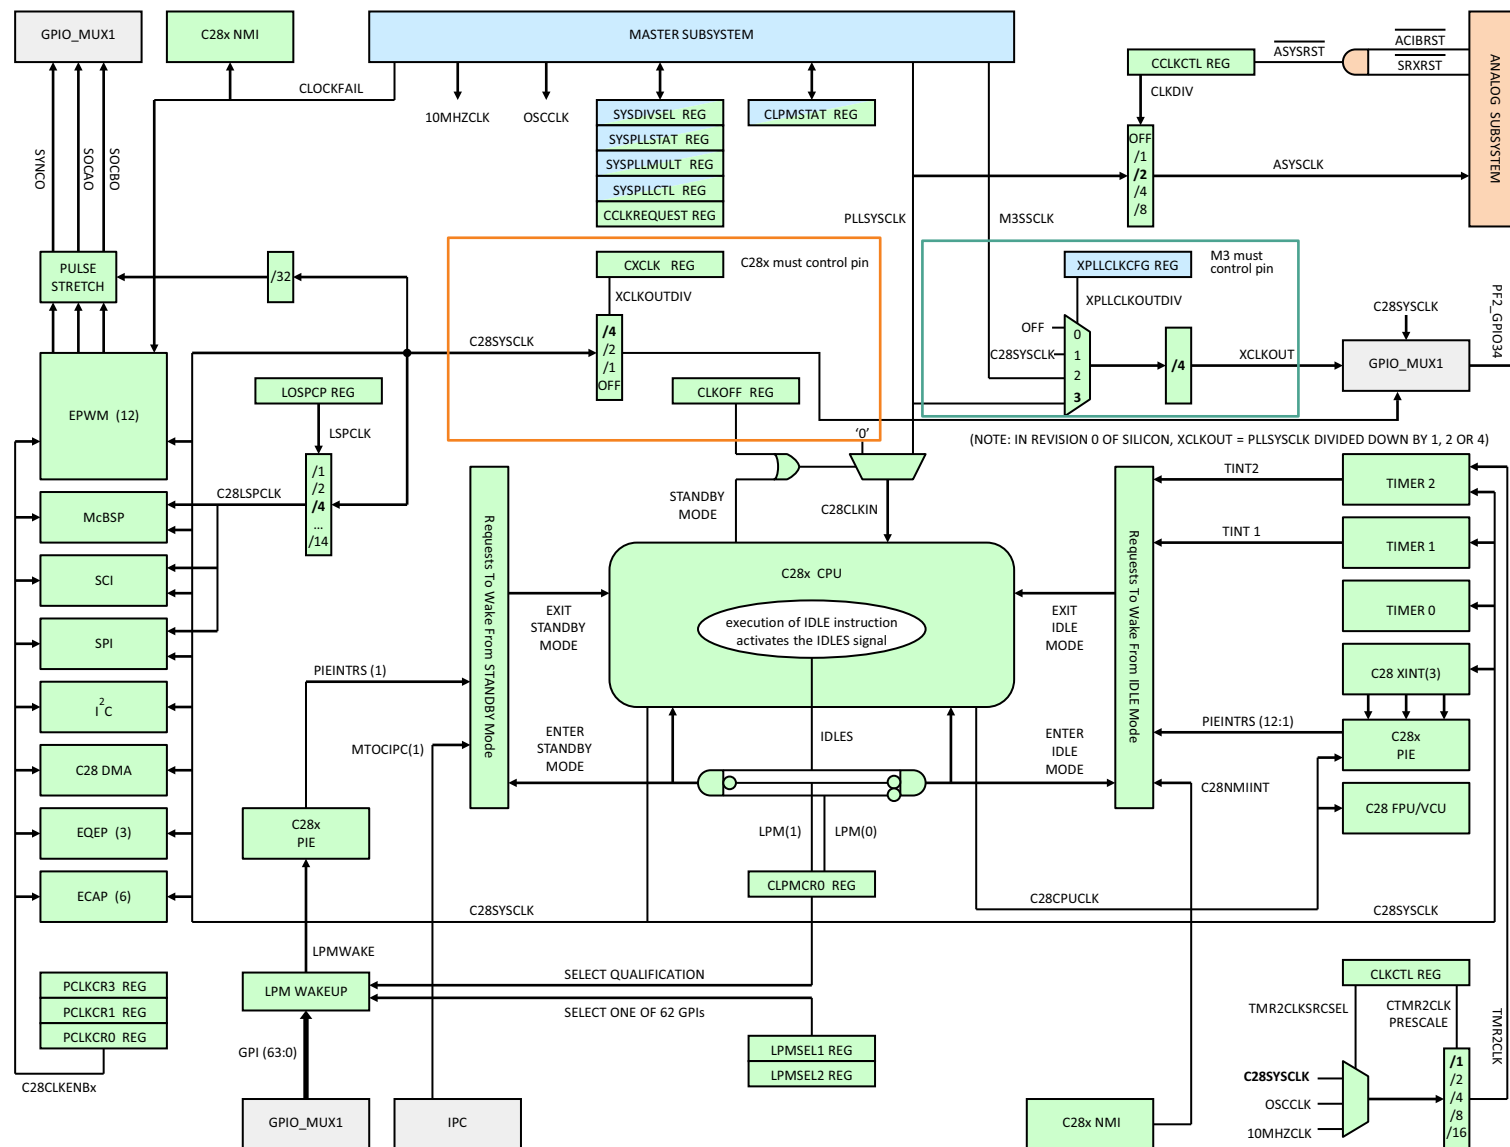 GPIO_MUX1
C28x NMI
MASTER SUBSYSTEM
ANALOG SUBSYSTEM
ACIBRST
SRXRST
ASYSRST
CCLKCTL REG
CLKDIV
CLOCKFAIL
10MHZCLK
OSCCLK
SYSDIVSEL REG
SYSPLLSTAT REG
SYSPLLMULT REG
SYSPLLCTL REG
CCLKREQUEST REG
CLPMSTAT REG
OFF
/1
/2
/4
/8
ASYSCLK
SYNCO
SOCAO
SOCBO
PLLSYSCLK
M3SSCLK
PULSE
STRETCH
/32
CXCLK REG
C28x must control pin
XCLKOUTDIV
C28SYSCLK
/4
/2
/1
OFF
XPLLCLKCFG REG
M3 must
control pin
XPLLCLKOUTDIV
OFF
C28SYSCLK
0
1
2
3
/4
XCLKOUT
C28SYSCLK
GPIO_MUX1
PF2_GPIO34
EPWM (12)
LOSPCP REG
LSPCLK
CLKOFF REG
'0'
(NOTE: IN REVISION 0 OF SILICON, XCLKOUT = PLLSYSCLK DIVIDED DOWN BY 1, 2 OR 4)
/1
/2
/4
...
/14
C28LSPCLK
McBSP
SCI
SPI
I2C
C28 DMA
EQEP (3)
ECAP (6)
STANDBY
MODE
C28CLKIN
Requests To Wake From STANDBY Mode
Requests To Wake From IDLE Mode
TINT2
TIMER 2
TINT 1
TIMER 1
TIMER 0
C28x CPU
execution of IDLE instruction
activates the IDLES signal
EXIT
STANDBY
MODE
EXIT
IDLE
MODE
PIEINTRS (1)
MTOCIPC(1)
ENTER
STANDBY
MODE
IDLES
ENTER
IDLE
MODE
C28 XINT(3)
PIEINTRS (12:1)
C28x
PIE
C28NMIINT
C28 FPU/VCU
C28x
PIE
LPM(1)
LPM(0)
CLPMCR0 REG
C28SYSCLK
C28CPUCLK
C28SYSCLK
LPMWAKE
LPM WAKEUP
SELECT QUALIFICATION
SELECT ONE OF 62 GPIs
PCLKCR3 REG
PCLKCR1 REG
PCLKCR0 REG
C28CLKENBx
GPI (63:0)
LPMSEL1 REG
LPMSEL2 REG
GPIO_MUX1
IPC
C28x NMI
CLKCTL REG
TMR2CLKSRCSEL
CTMR2CLK
PRESCALE
TMR2CLK
C28SYSCLK
OSCCLK
10MHZCLK
/1
/2
/4
/8
/16